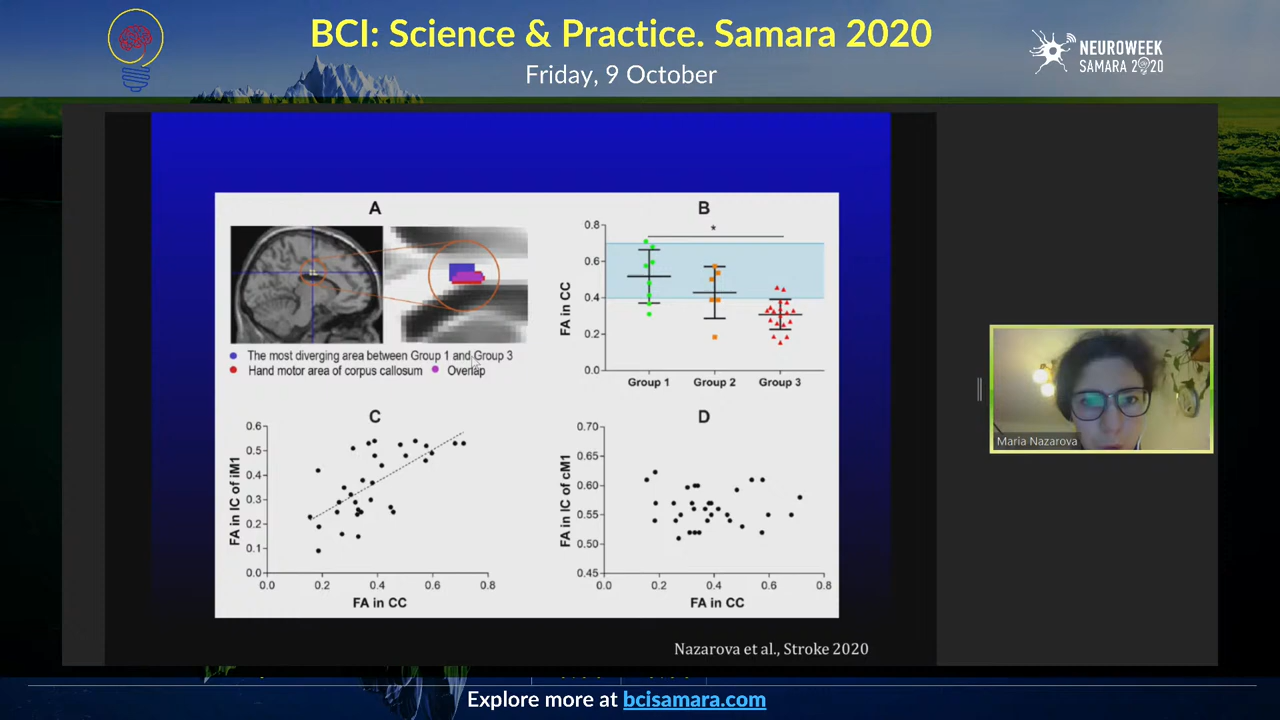 BCI: Science & Practice. Samara 2020
Friday, 9 October
NEUROWEEK
SAMARA 2020
A
The most diverging area between Group 1 and Group 3
Hand motor area of corpus callosum
Overlap
B
*
FA in CC
0.8
0.6
0.4
0.2
0.0
Group 1
Group 2
Group 3
C
FA in IC of iM1
0.6
0.5
0.4
0.3
0.2
0.1
0.0
0.0
0.2
0.4
0.6
0.8
FA in CC
D
FA in IC of cM1
0.70
0.65
0.60
0.55
0.50
0.45
0.0
0.2
0.4
0.6
0.8
FA in CC
Nazarova et al., Stroke 2020
Maria Nazarova
Explore more at bcisamara.com